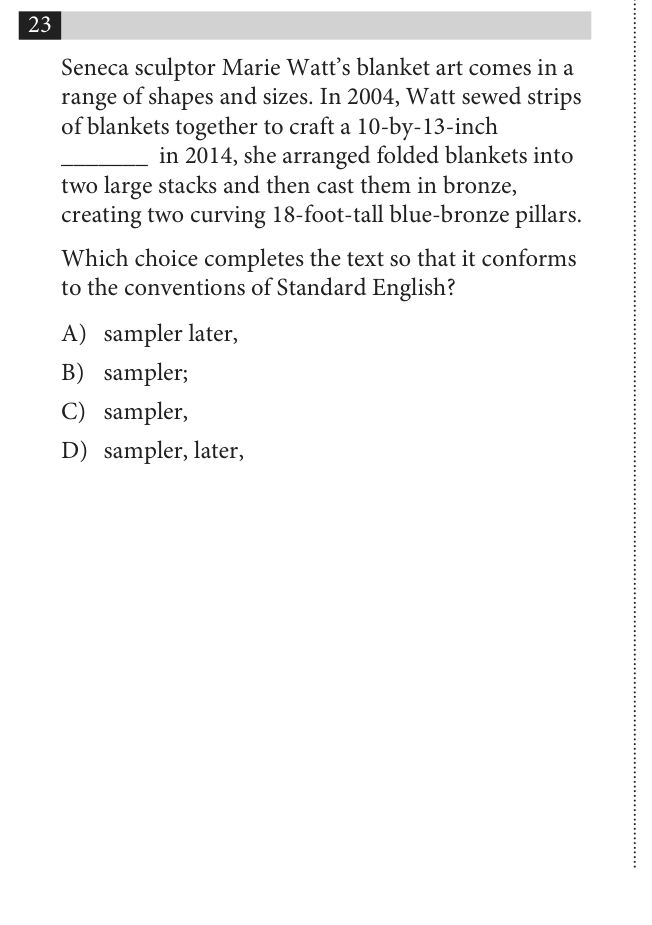 23
Seneca sculptor Marie Watt’s blanket art comes in a
range of shapes and sizes. In 2004, Watt sewed strips
of blankets together to craft a 10-by-13-inch
_______ in 2014, she arranged folded blankets into
two large stacks and then cast them in bronze,
creating two curving 18-foot-tall blue-bronze pillars.
Which choice completes the text so that it conforms
to the conventions of Standard English?
A) sampler later,
B) sampler;
C) sampler,
D) sampler, later,